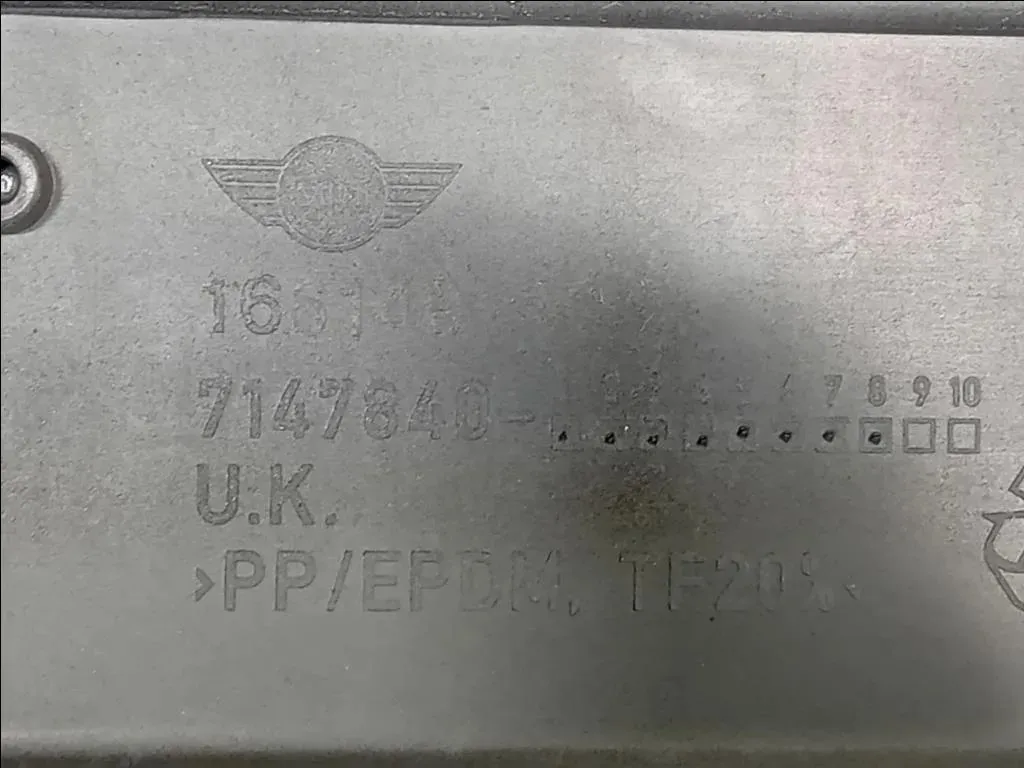 7147840-
7 8 9 10
U.K.
>PP/EPDM, TF20%<